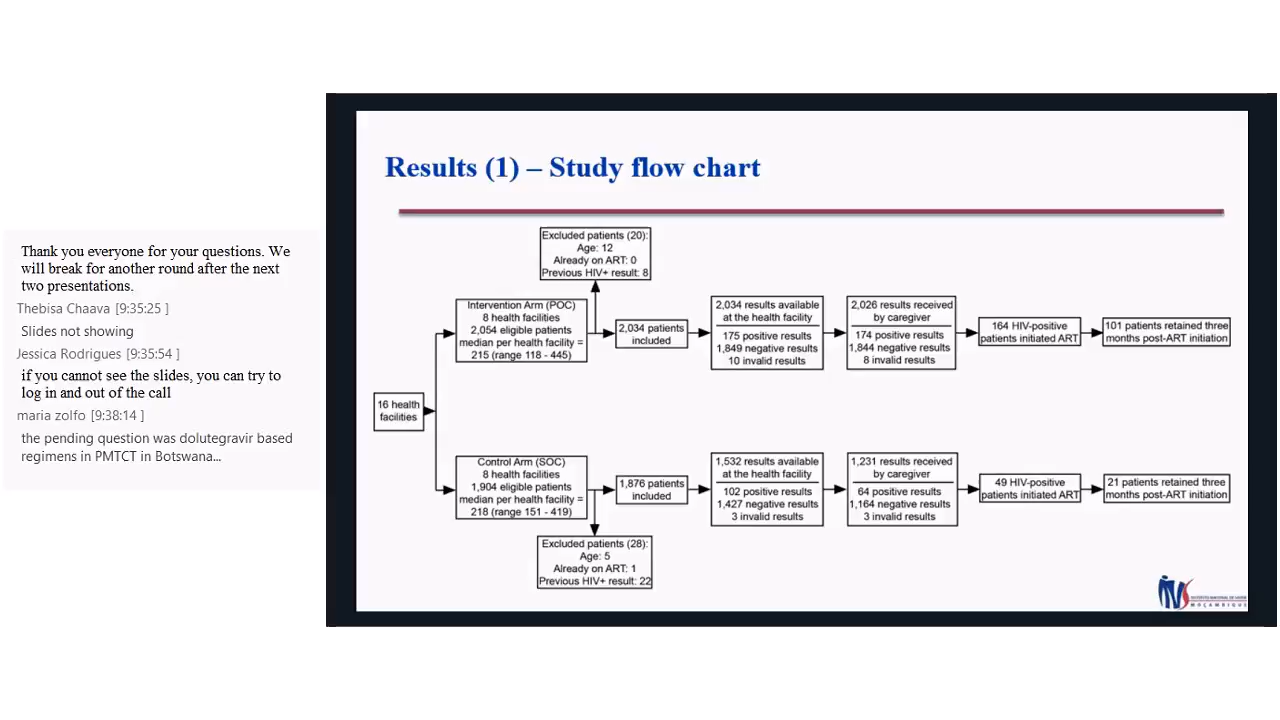 Thank you everyone for your questions. We
will break for another round after the next
two presentations.
Thebisa Chaava [9:35:25 ]
Slides not showing
Jessica Rodrigues [9:35:54 ]
if you cannot see the slides, you can try to
log in and out of the call
maria zolfo [9:38:14 ]
the pending question was dolutegravir based
regimens in PMTCT in Botswana...
Results (1) – Study flow chart
16 health
facilities
Excluded patients (20):
Age: 12
Already on ART: 0
Previous HIV+ result: 8
Intervention Arm (POC)
8 health facilities
2,054 eligible patients
median per health facility =
215 (range 118 - 445)
2,034 patients
included
2,034 results available
at the health facility
175 positive results
1,849 negative results
10 invalid results
2,026 results received
by caregiver
174 positive results
1,844 negative results
8 invalid results
164 HIV-positive
patients initiated ART
101 patients retained three
months post-ART initiation
Control Arm (SOC)
8 health facilities
1,904 eligible patients
median per health facility =
218 (range 151 - 419)
1,876 patients
included
1,532 results available
at the health facility
102 positive results
1,427 negative results
3 invalid results
1,231 results received
by caregiver
64 positive results
1,164 negative results
3 invalid results
49 HIV-positive
patients initiated ART
21 patients retained three
months post-ART initiation
Excluded patients (28):
Age: 5
Already on ART: 1
Previous HIV+ result: 22
INS
INSTITUTO NACIONAL DE SAÚDE
MOÇAMBIQUE